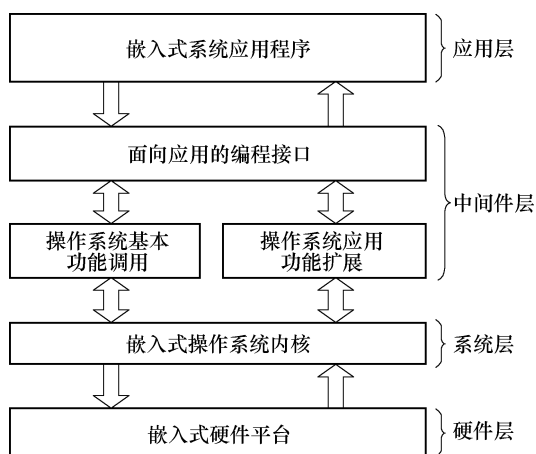 嵌入式系统应用程序
应用层
面向应用的编程接口
中间件层
操作系统基本
功能调用
操作系统应用
功能扩展
嵌入式操作系统内核
系统层
嵌入式硬件平台
硬件层